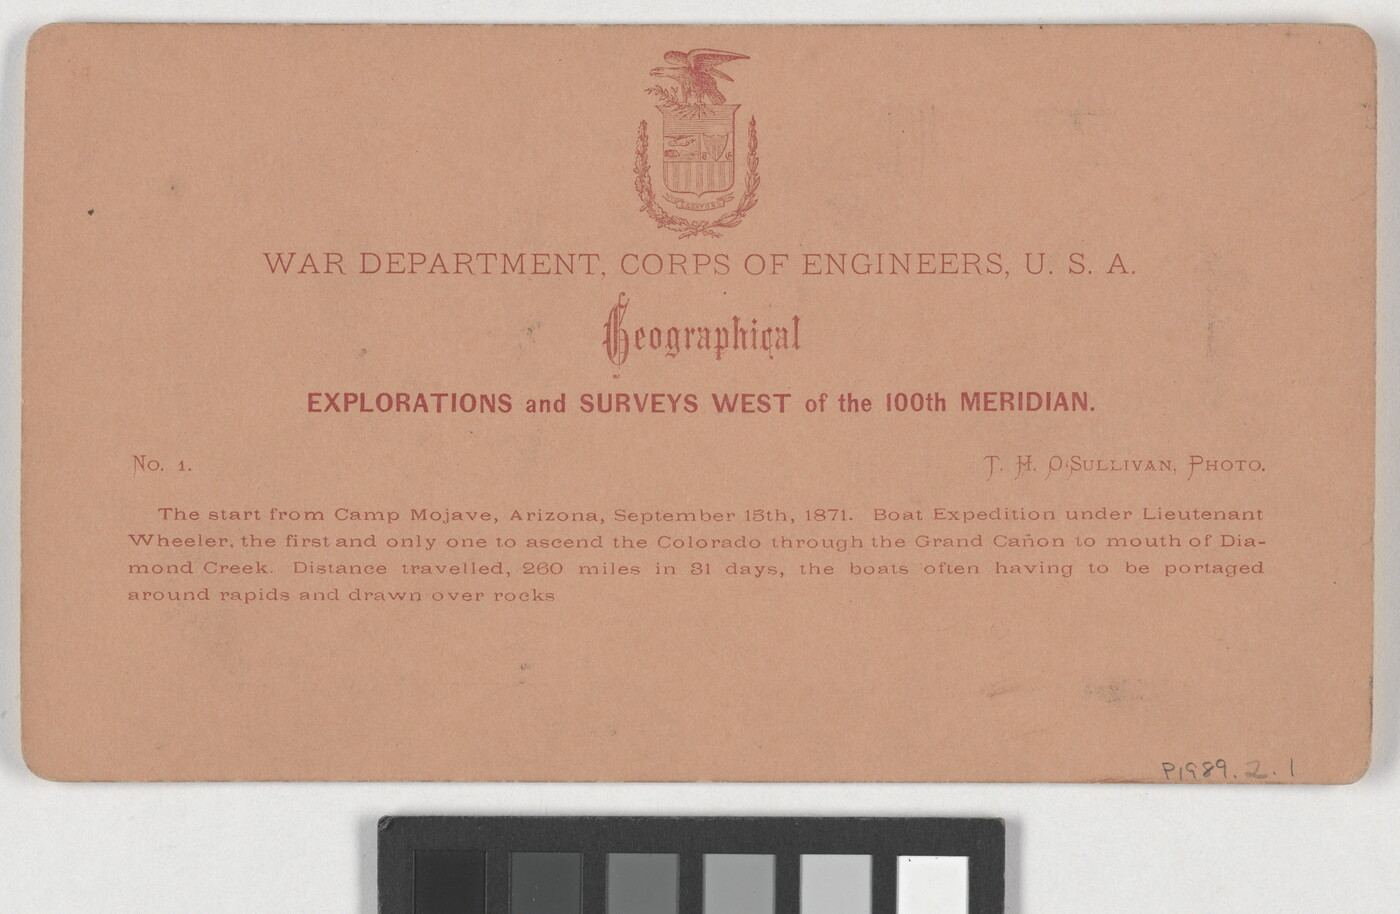 ESSAYONS
WAR DEPARTMENT, CORPS OF ENGINEERS, U. S. A.
Geographical
EXPLORATIONS and SURVEYS WEST of the 100th MERIDIAN.
No. 1.
T. H. O'SULLIVAN, PHOTO.
The start from Camp Mojave, Arizona, September 15th, 1871. Boat Expedition under Lieutenant
Wheeler, the first and only one to ascend the Colorado through the Grand Cañon to mouth of Dia-
mond Creek. Distance travelled, 260 miles in 31 days, the boats often having to be portaged
around rapids and drawn over rocks
P1989.2.1